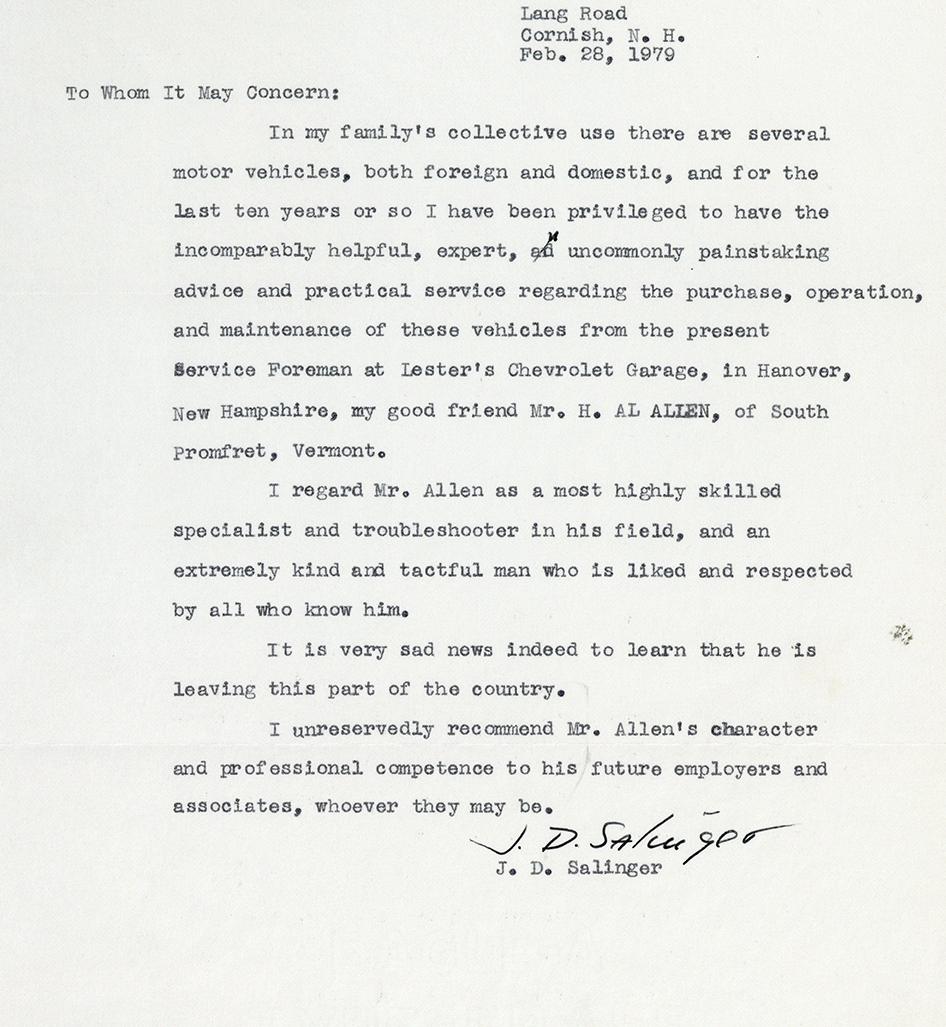 Lang Road
Cornish, N. H.
Feb. 28, 1979
To Whom It May Concern:
In my family's collective use there are several
motor vehicles, both foreign and domestic, and for the
last ten years or so I have been privileged to have the
incomparably helpful, expert, and uncommonly painstaking
advice and practical service regarding the purchase, operation,
and maintenance of these vehicles from the present
Service Foreman at Lester's Chevrolet Garage, in Hanover,
New Hampshire, my good friend Mr. H. AL ALLEN, of South
Promfret, Vermont.
I regard Mr. Allen as a most highly skilled
specialist and troubleshooter in his field, and an
extremely kind and tactful man who is liked and respected
by all who know him.
It is very sad news indeed to learn that he is
leaving this part of the country.
I unreservedly recommend Mr. Allen's character
and professional competence to his future employers and
associates, whoever they may be.
J. D. Salinger
J. D. Salinger